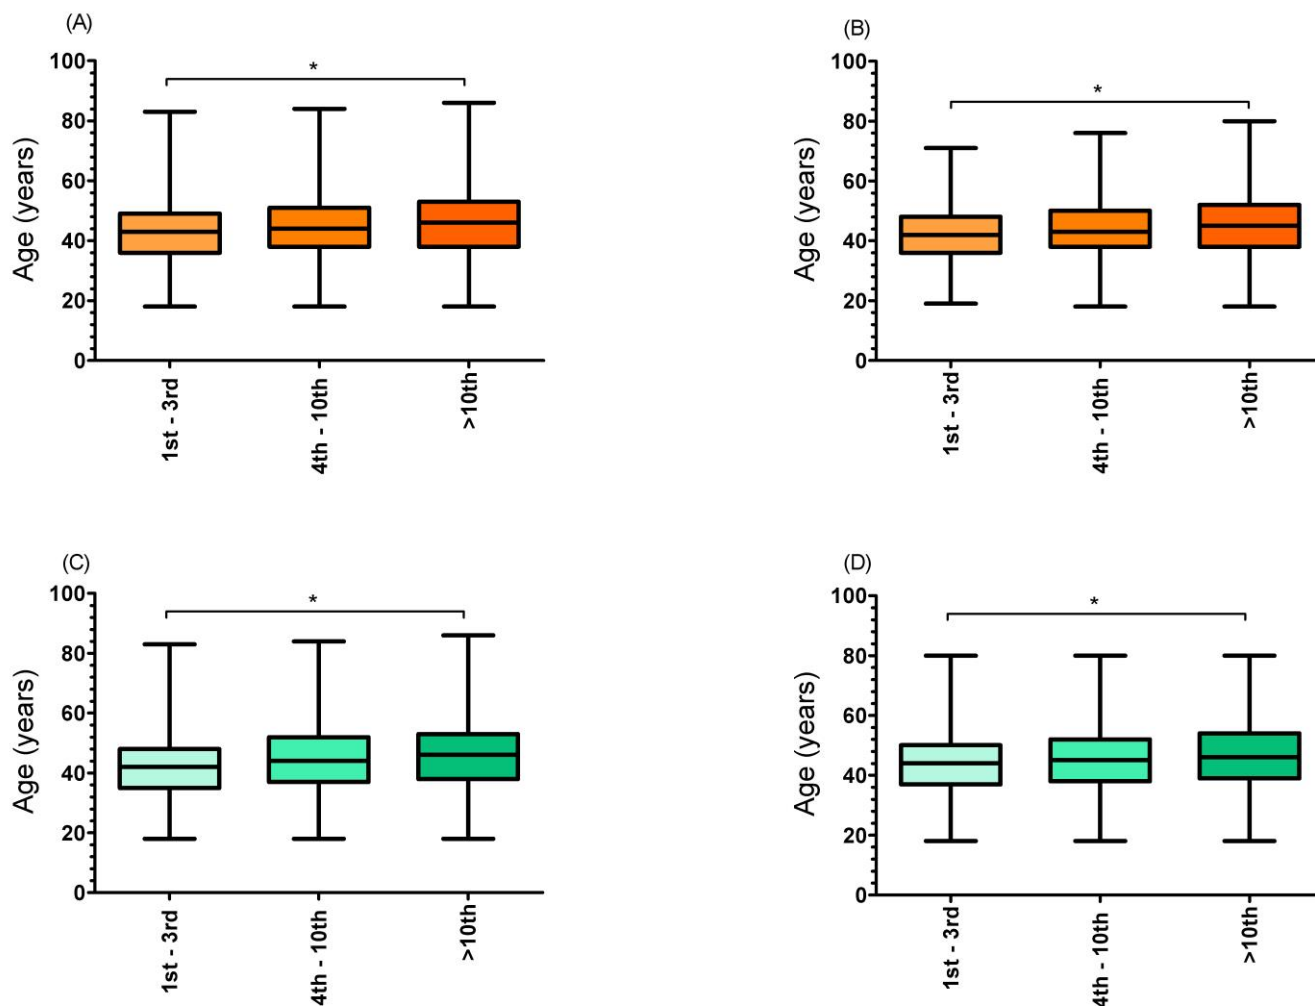 (A)
*
Age (years)
100
80
60
40
20
0
1st - 3rd
4th - 10th
>10th
(B)
*
Age (years)
100
80
60
40
20
0
1st - 3rd
4th - 10th
>10th
(C)
*
Age (years)
100
80
60
40
20
0
1st - 3rd
4th - 10th
>10th
(D)
*
Age (years)
100
80
60
40
20
0
1st - 3rd
4th - 10th
>10th